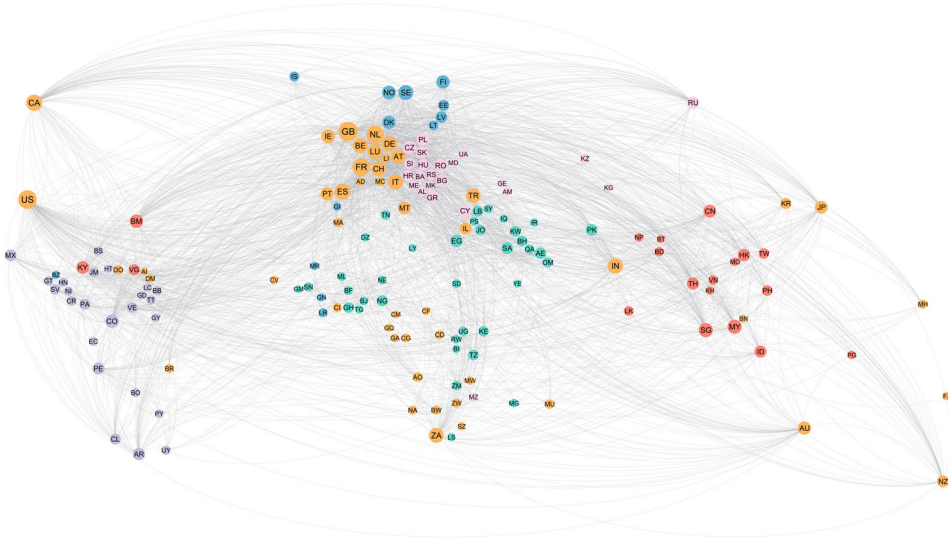 IS
FI
NO
SE
CA
RU
EE
LV
DK
LT
GB
NL
IE
PL
UA
BE
DE
CZ
LU
SK
AT
LI
SI
HU
RO
MD
KZ
FR
CH
HR
BA
RS
BG
AD
MC
IT
ME
MK
GE
KG
PT
ES
AL
GR
AM
US
TR
KR
JP
GI
MT
CY
LB
SY
CN
BM
MA
TN
PS
IQ
IR
IL
JO
KW
PK
DZ
EG
BH
NP
BT
MX
BS
LY
SA
QA
AE
BD
HK
TW
OM
MO
KY
JM
HT
DO
VG
AI
MR
IN
BZ
DM
CV
ML
NE
SD
YE
TH
VN
GT
HN
LC
BB
GM
SN
BF
KH
PH
SV
NI
GD
GN
BJ
NG
MH
CR
PA
VE
TT
CI
GH
TG
LR
CF
LK
CO
GY
CM
BN
GQ
UG
KE
SG
MY
EC
GA
CG
CD
RW
BI
TZ
ID
PG
PE
BR
AO
ZM
MW
BO
MZ
ZW
MG
MU
FJ
PY
NA
BW
SZ
AU
CL
ZA
LS
AR
UY
NZ